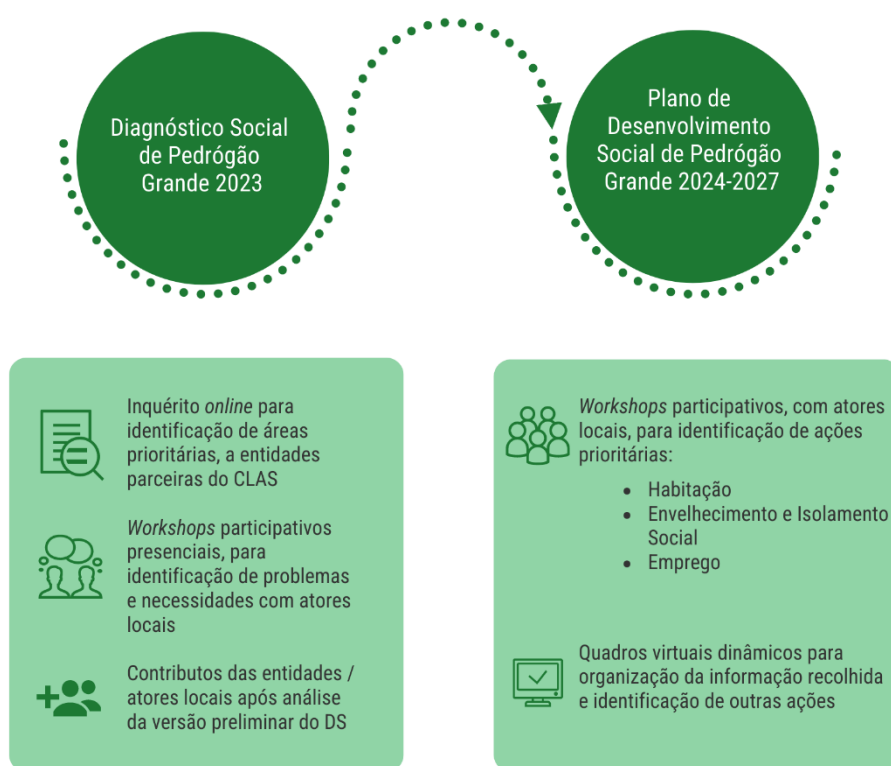 Diagnóstico Social
de Pedrógão
Grande 2023
Plano de
Desenvolvimento
Social de Pedrógão
Grande 2024-2027
Inquérito online para
identificação de áreas
prioritárias, a entidades
parceiras do CLAS
Workshops participativos
presenciais, para
identificação de problemas
e necessidades com atores
locais
Contributos das entidades /
atores locais após análise
da versão preliminar do DS
Workshops participativos, com atores
locais, para identificação de ações
prioritárias:
• Habitação
• Envelhecimento e Isolamento
Social
• Emprego
Quadros virtuais dinâmicos para
organização da informação recolhida
e identificação de outras ações